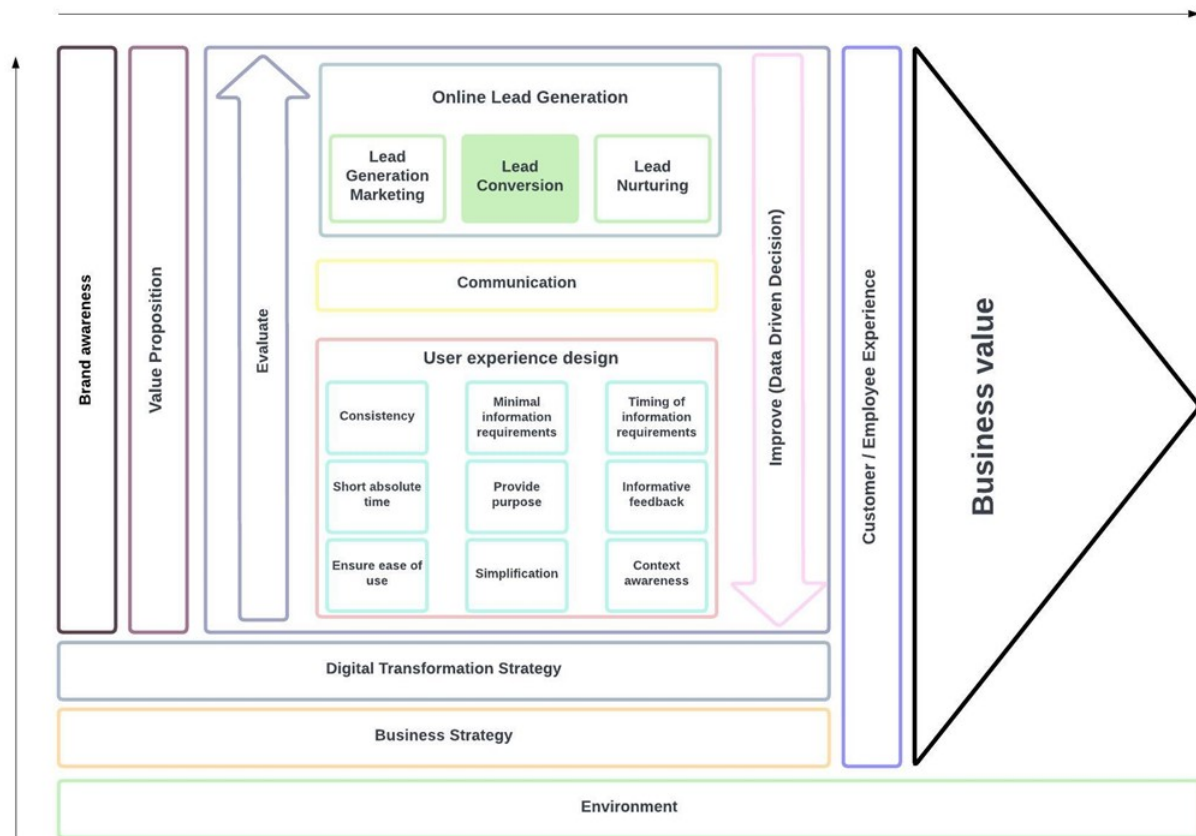 Brand awareness
Value Proposition
Evaluate
Online Lead Generation
Lead
Generation
Marketing
Lead
Conversion
Lead
Nurturing
Communication
User experience design
Consistency
Minimal
information
requirements
Timing of
information
requirements
Short absolute
time
Provide
purpose
Informative
feedback
Ensure ease of
use
Simplification
Context
awareness
Improve (Data Driven Decision)
Customer / Employee Experience
Business value
Digital Transformation Strategy
Business Strategy
Environment